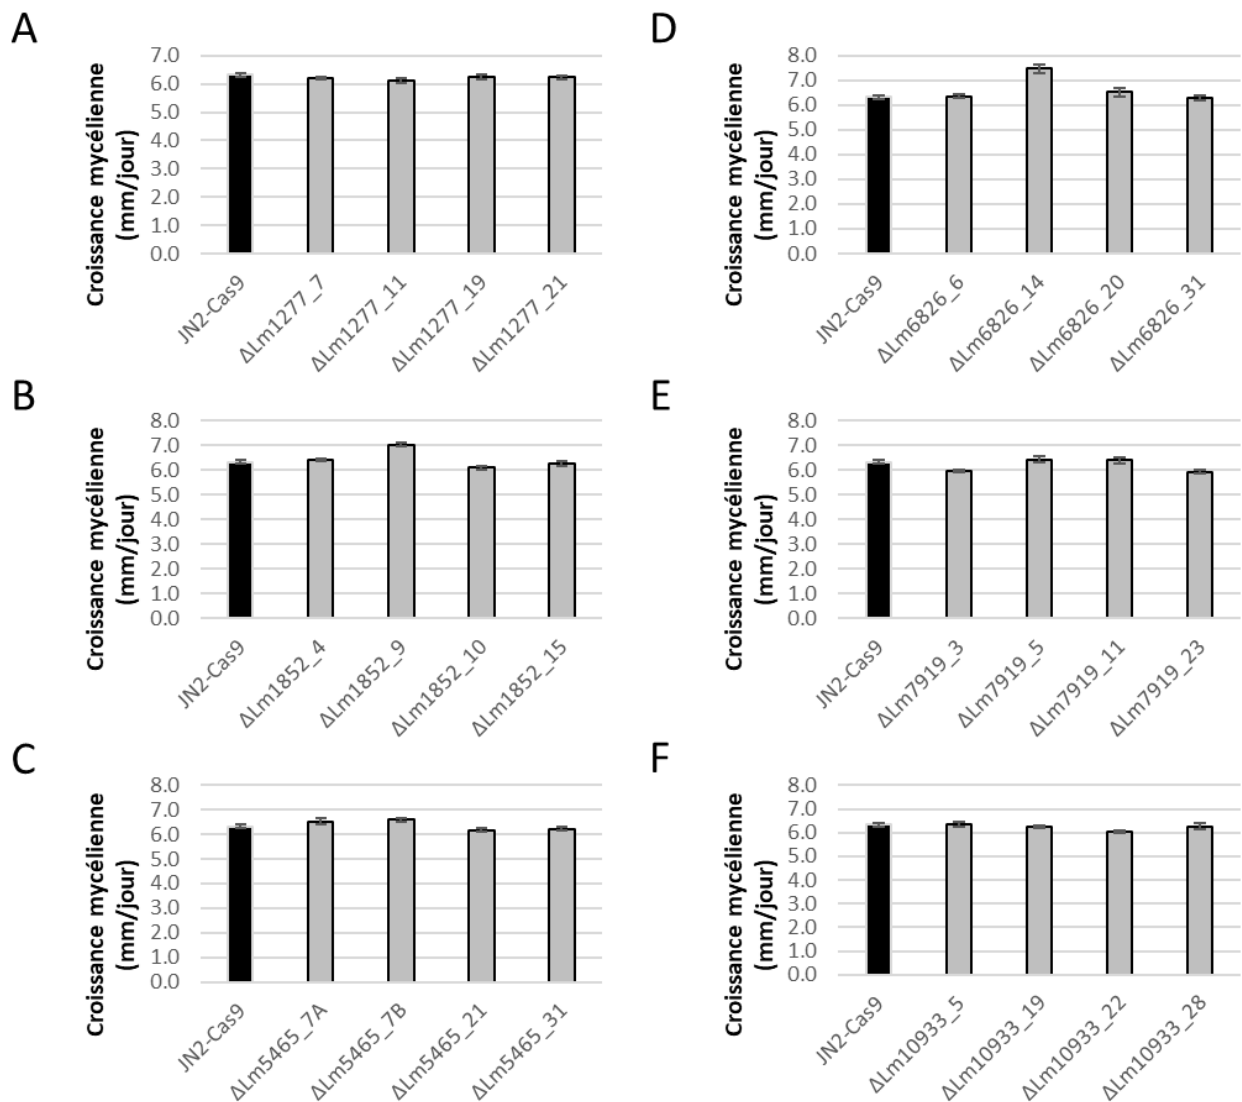 A
Croissance mycélienne
(mm/jour)
7.0
6.0
5.0
4.0
3.0
2.0
1.0
0.0
JN2-Cas9
ΔLm1277_7
ΔLm1277_11
ΔLm1277_19
ΔLm1277_21
B
Croissance mycélienne
(mm/jour)
8.0
7.0
6.0
5.0
4.0
3.0
2.0
1.0
0.0
JN2-Cas9
ΔLm1852_4
ΔLm1852_9
ΔLm1852_10
ΔLm1852_15
C
Croissance mycélienne
(mm/jour)
8.0
7.0
6.0
5.0
4.0
3.0
2.0
1.0
0.0
JN2-Cas9
ΔLm5465_7A
ΔLm5465_7B
ΔLm5465_21
ΔLm5465_31
D
Croissance mycélienne
(mm/jour)
8.0
7.0
6.0
5.0
4.0
3.0
2.0
1.0
0.0
JN2-Cas9
ΔLm6826_6
ΔLm6826_14
ΔLm6826_20
ΔLm6826_31
E
Croissance mycélienne
(mm/jour)
8.0
7.0
6.0
5.0
4.0
3.0
2.0
1.0
0.0
JN2-Cas9
ΔLm7919_3
ΔLm7919_5
ΔLm7919_11
ΔLm7919_23
F
Croissance mycélienne
(mm/jour)
8.0
7.0
6.0
5.0
4.0
3.0
2.0
1.0
0.0
JN2-Cas9
ΔLm10933_5
ΔLm10933_19
ΔLm10933_22
ΔLm10933_28